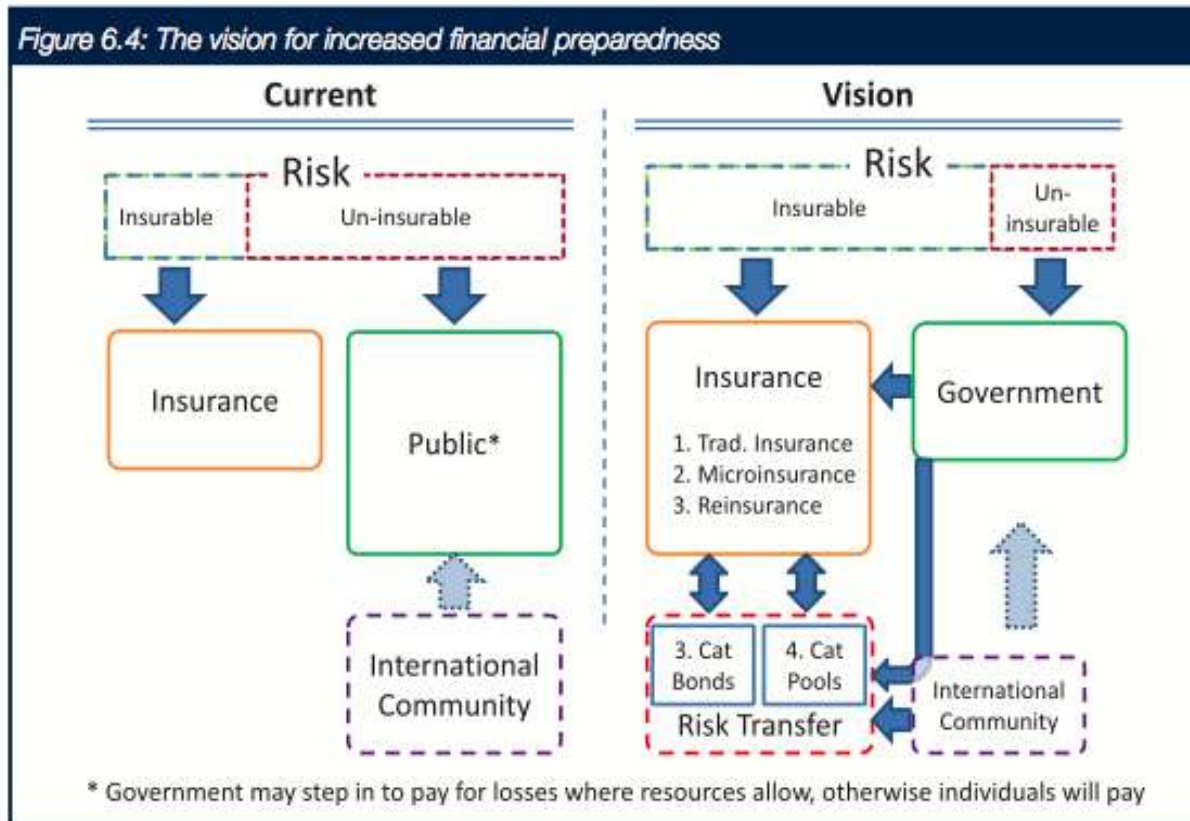 Figure 6.4: The vision for increased financial preparedness
Current
Risk
Insurable
Un-insurable
Insurance
Public*
International
Community
Vision
Risk
Insurable
Un-
insurable
Insurance
1. Trad. Insurance
2. Microinsurance
3. Reinsurance
Government
3. Cat
Bonds
4. Cat
Pools
Risk Transfer
International
Community
* Government may step in to pay for losses where resources allow, otherwise individuals will pay